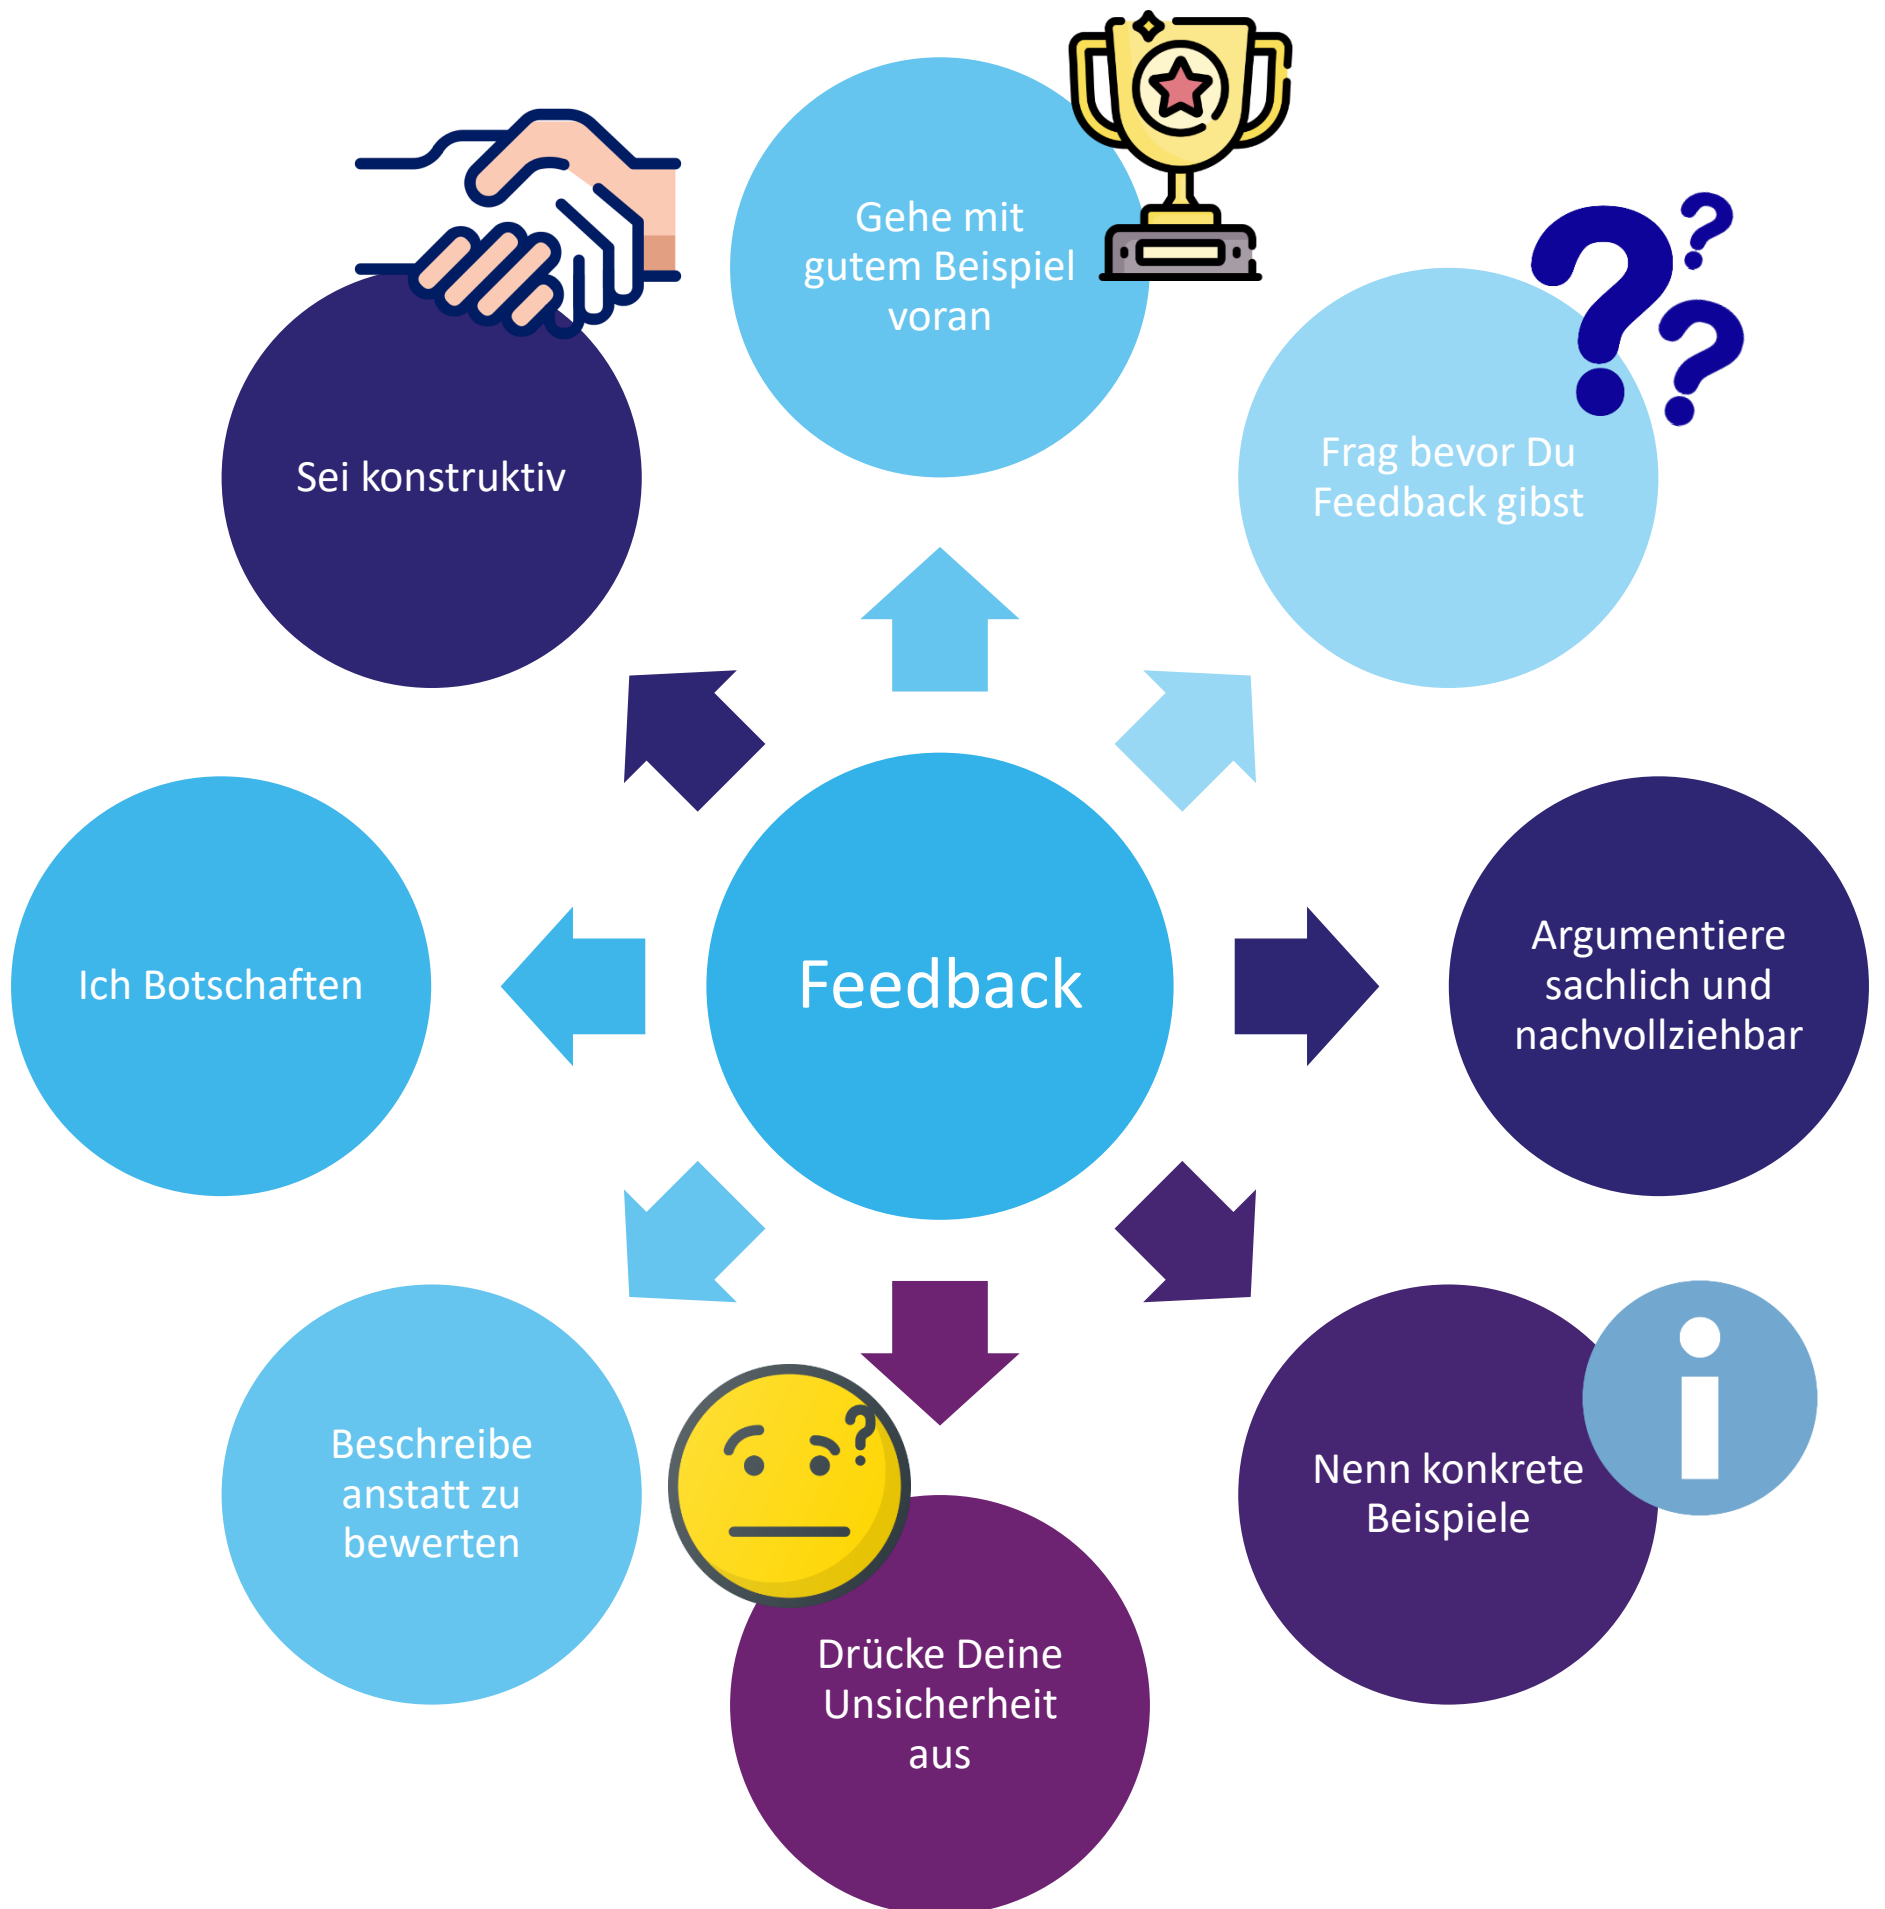 Gehe mit
gutem Beispiel
voran
Frag bevor Du
Feedback gibst
Argumentiere
sachlich und
nachvollziehbar
Nenn konkrete
Beispiele
i
Drücke Deine
Unsicherheit
aus
?
Beschreibe
anstatt zu
bewerten
Ich Botschaften
Sei konstruktiv
Feedback
? ? ?